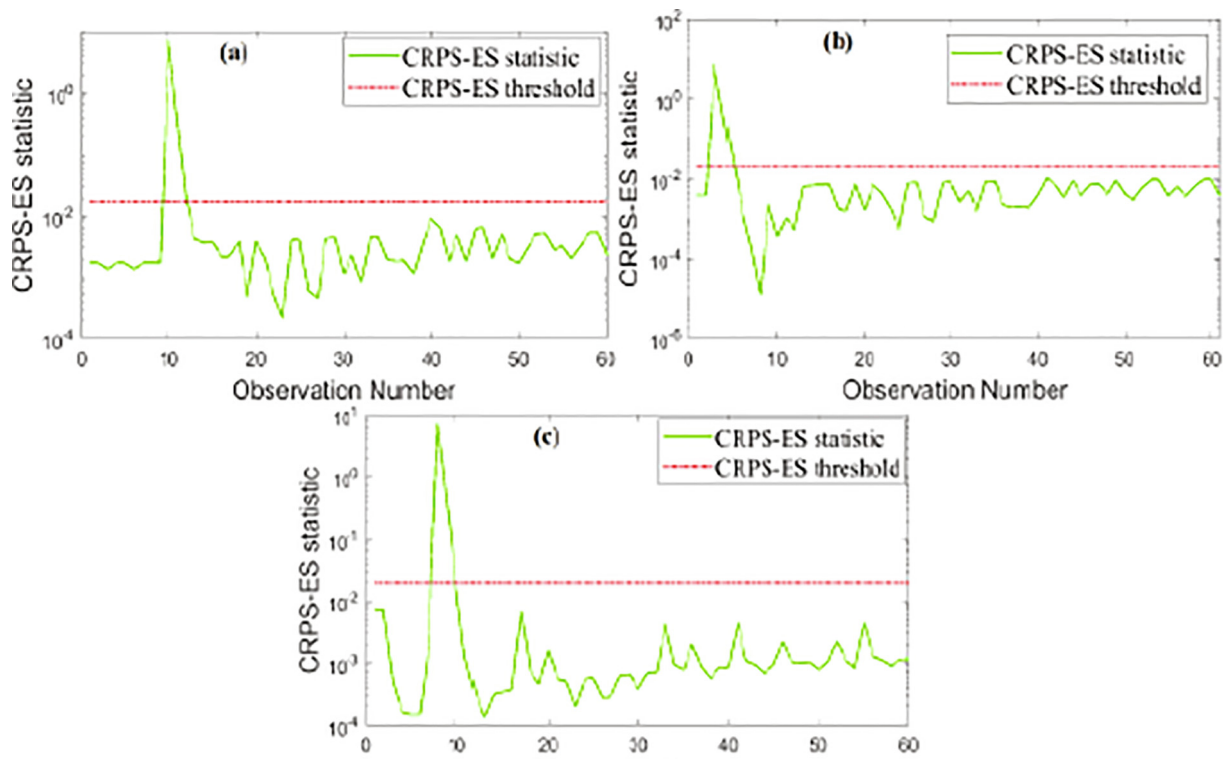 (a)
CRPS-ES statistic
CRPS-ES threshold
CRPS-ES statistic
10^0
10^-2
10^-4
0 10 20 30 40 50 60
Observation Number
(b)
CRPS-ES statistic
CRPS-ES threshold
CRPS-ES statistic
10^2
10^0
10^-2
10^-4
10^-6
0 10 20 30 40 50 60
Observation Number
(c)
CRPS-ES statistic
CRPS-ES threshold
CRPS-ES statistic
10^1
10^0
10^-1
10^-2
10^-3
10^-4
0 10 20 30 40 50 60